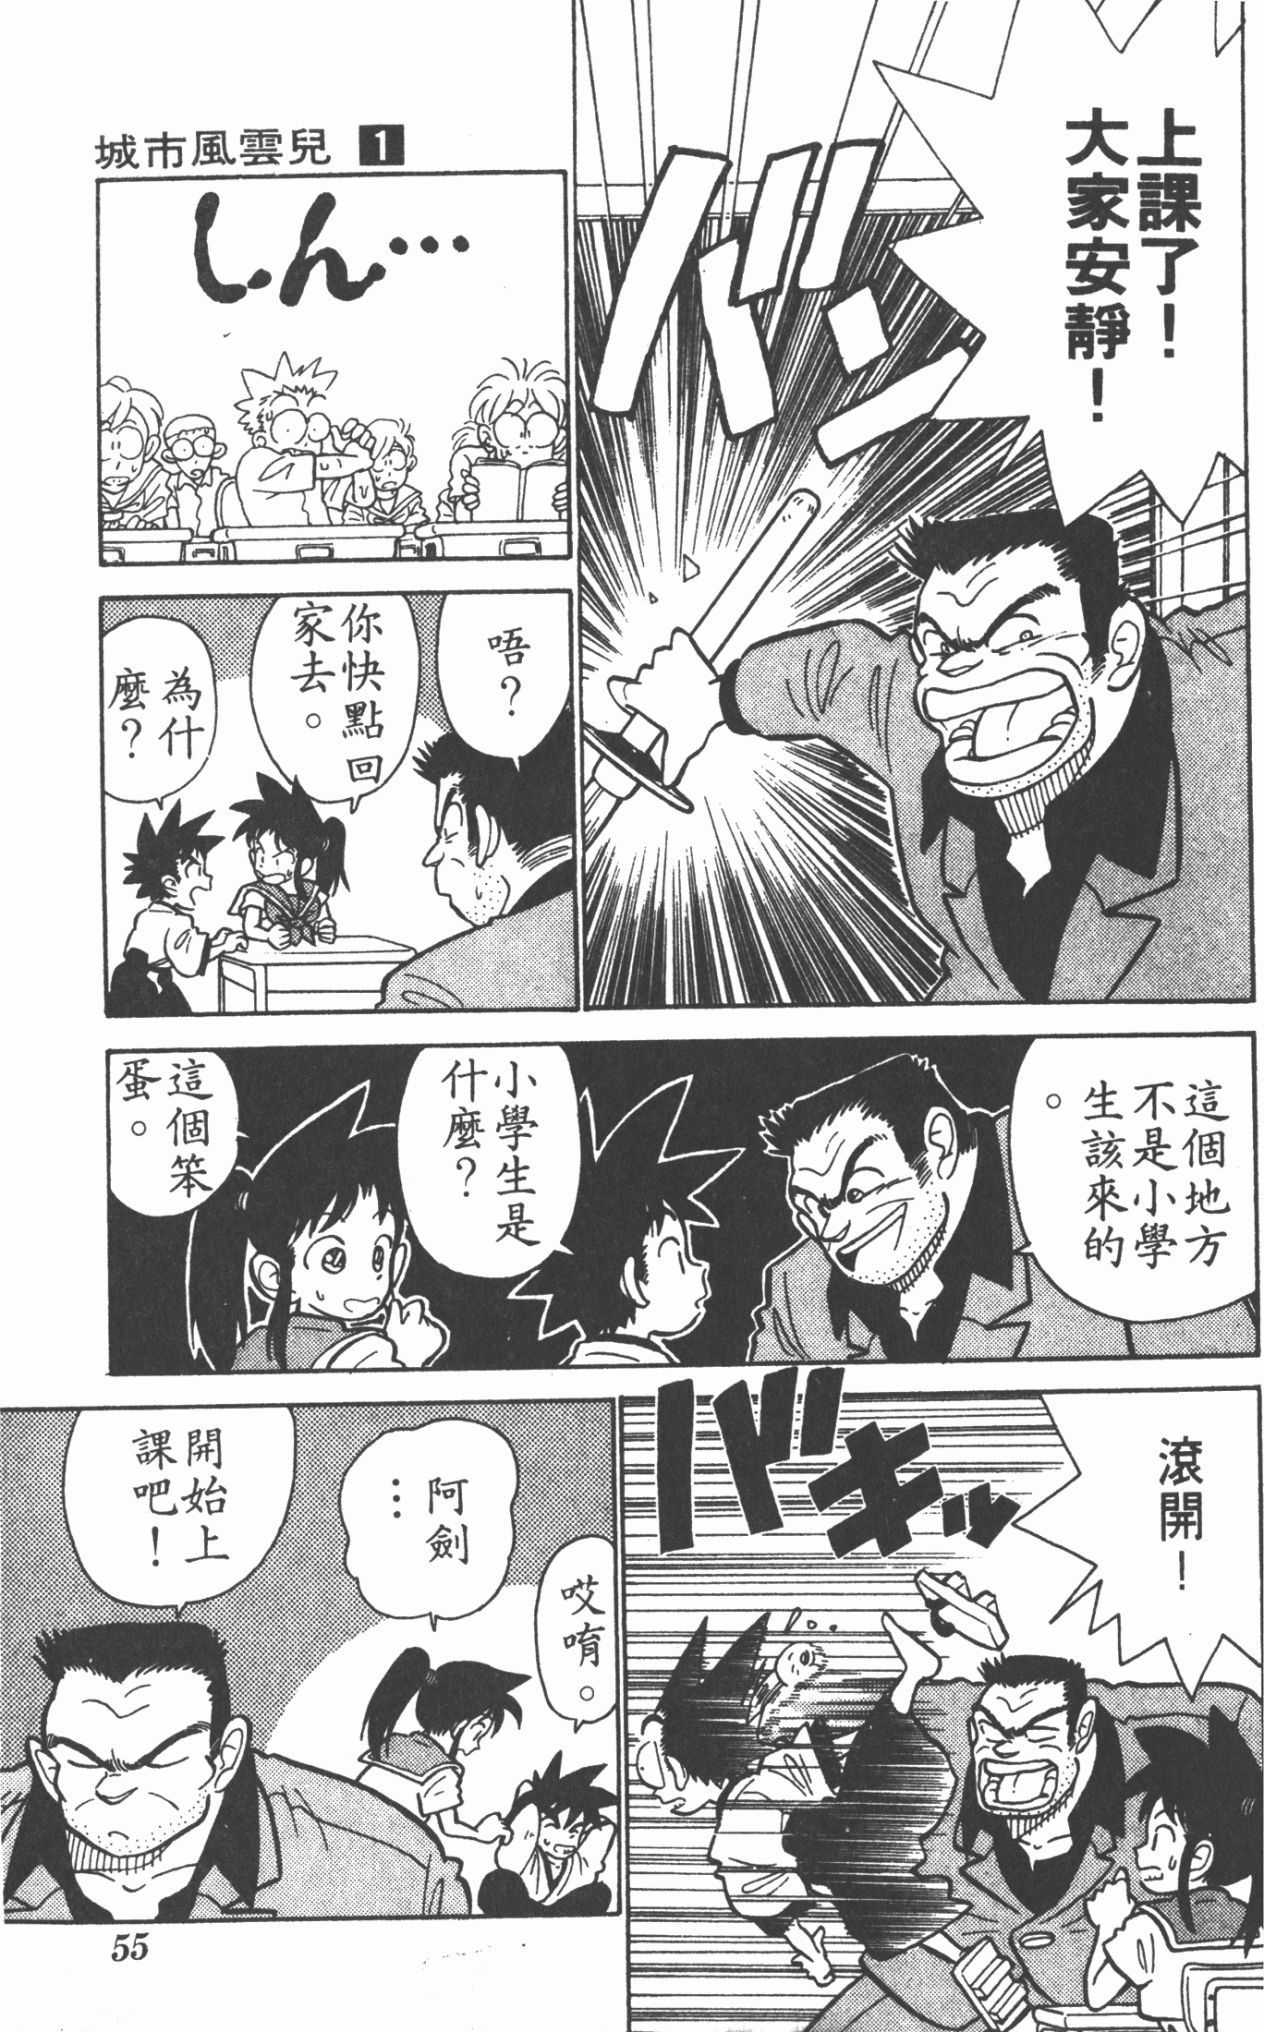 上課了！
大家安靜！
バン
城市風雲兒 1
しん…
唔？
你快點回
家去。
為什
麼？
這個地方
不是小學
生該來的
。
小學生是
什麼？
這個笨
蛋。
滾開！
バキッ
哎唷。
阿劍
…
開始上
課吧！
55